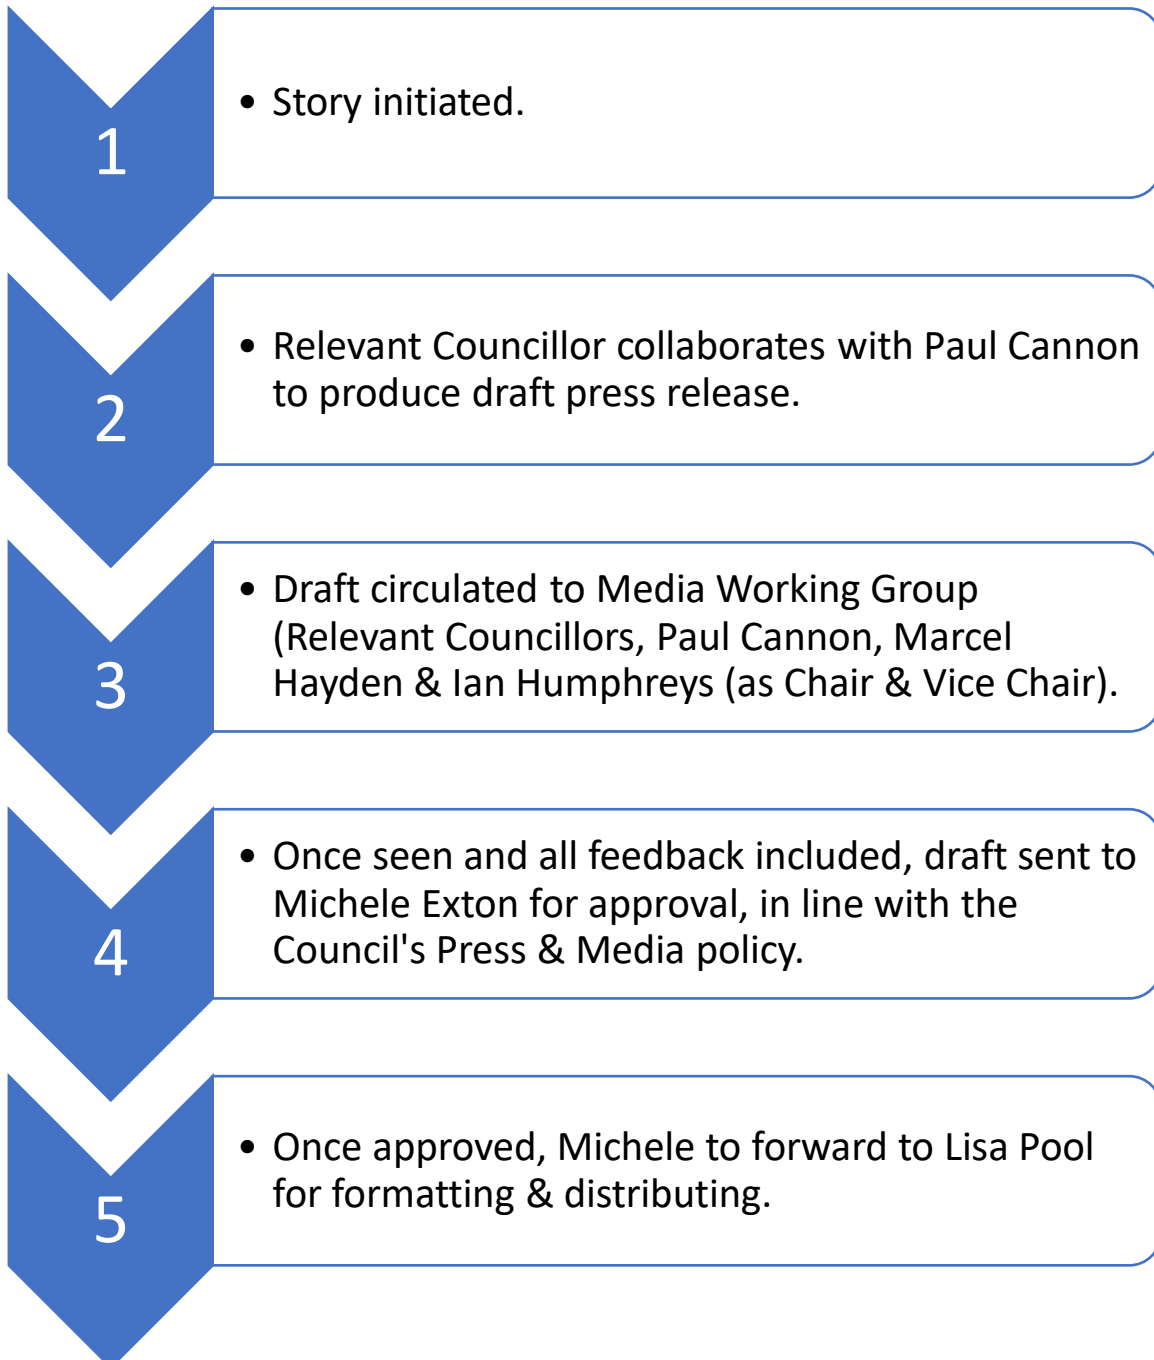 1
• Story initiated.
2
• Relevant Councillor collaborates with Paul Cannon
to produce draft press release.
3
• Draft circulated to Media Working Group
(Relevant Councillors, Paul Cannon, Marcel
Hayden & Ian Humphreys (as Chair & Vice Chair).
4
• Once seen and all feedback included, draft sent to
Michele Exton for approval, in line with the
Council's Press & Media policy.
5
• Once approved, Michele to forward to Lisa Pool
for formatting & distributing.